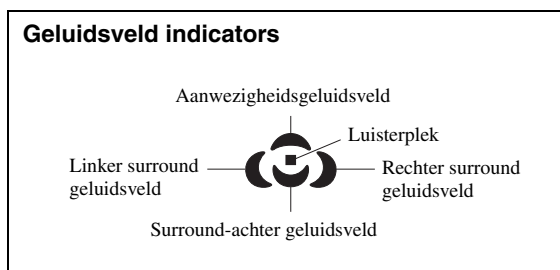 Geluidsveld indicators
Aanwezigheidsgeluidsveld
Luisterplek
Linker surround
geluidsveld
Rechter surround
geluidsveld
Surround-achter geluidsveld